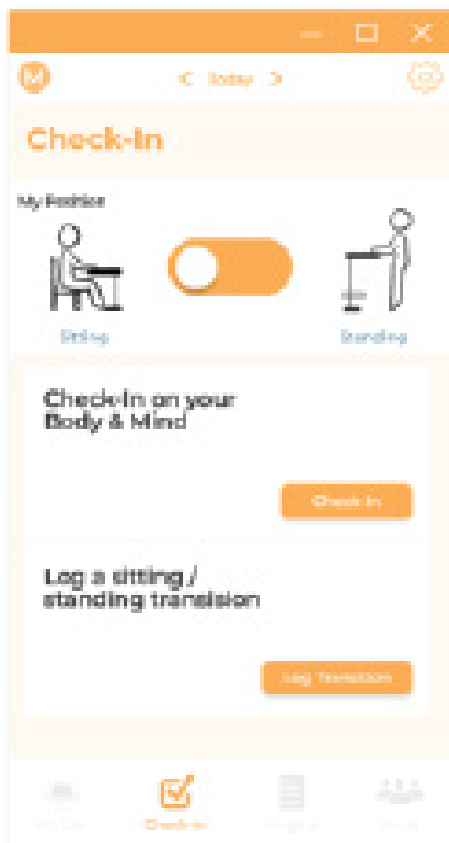 < Today >
Check-In
My Position
Sitting
Standing
Check-In on your
Body & Mind
Check-In
Log a sitting /
standing transision
Log Transition
Check-In